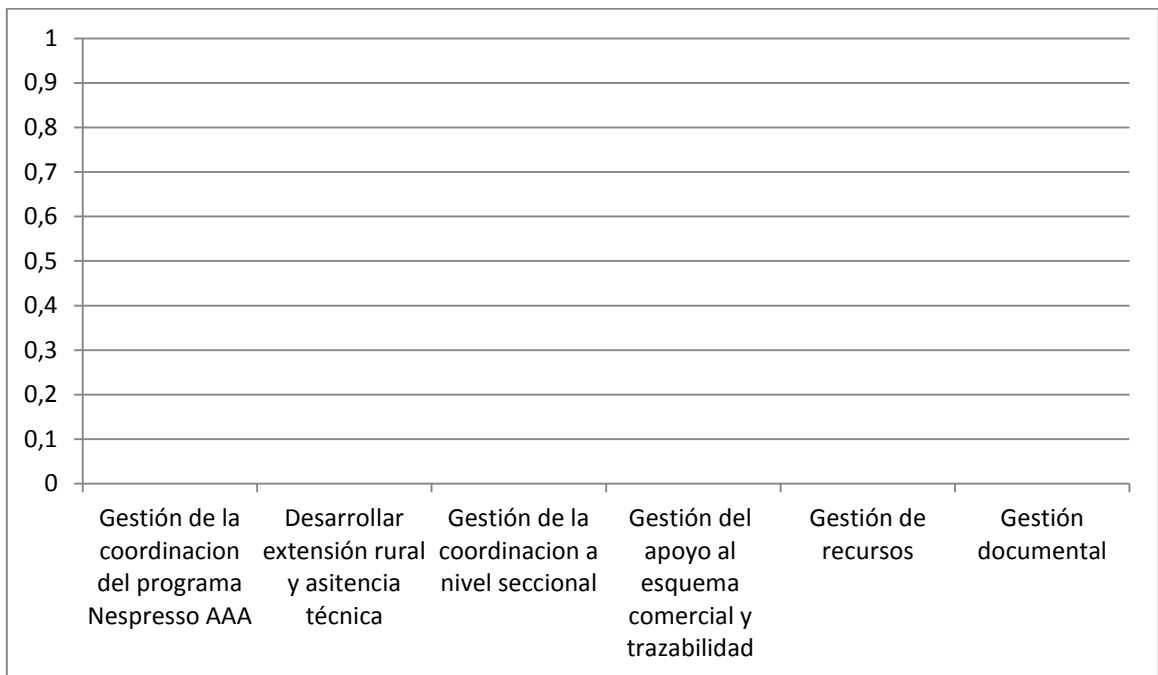 1
0,9
0,8
0,7
0,6
0,5
0,4
0,3
0,2
0,1
0
Gestión de la
coordinacion
del programa
Nespresso AAA
Desarrollar
extensión rural
y asitencia
técnica
Gestión de la
coordinacion a
nivel seccional
Gestión del
apoyo al
esquema
comercial y
trazabilidad
Gestión de
recursos
Gestión
documental